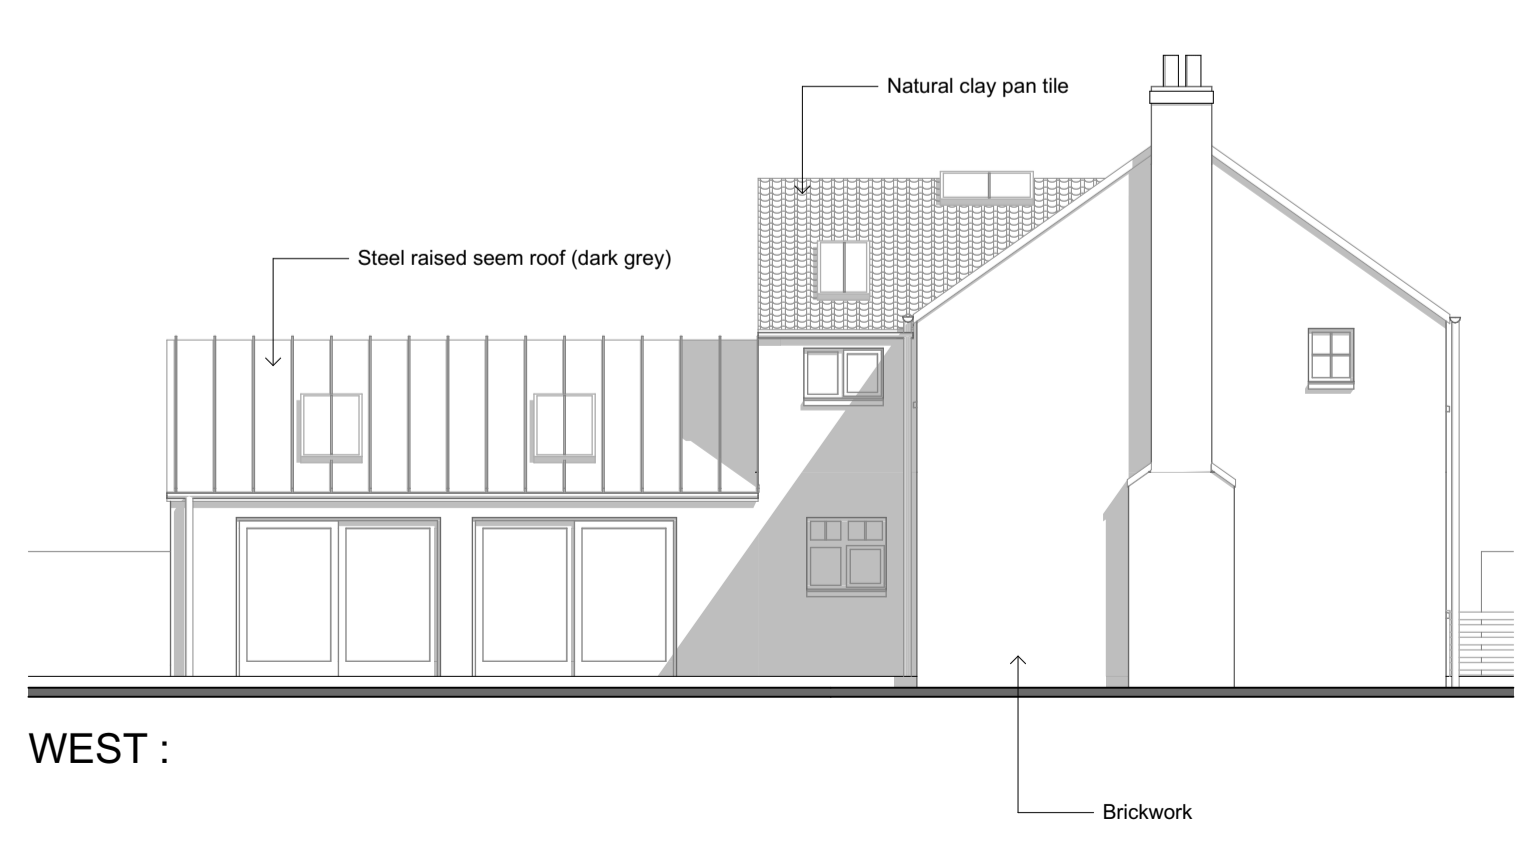 Natural clay pan tile
Steel raised seem roof (dark grey)
WEST :
Brickwork